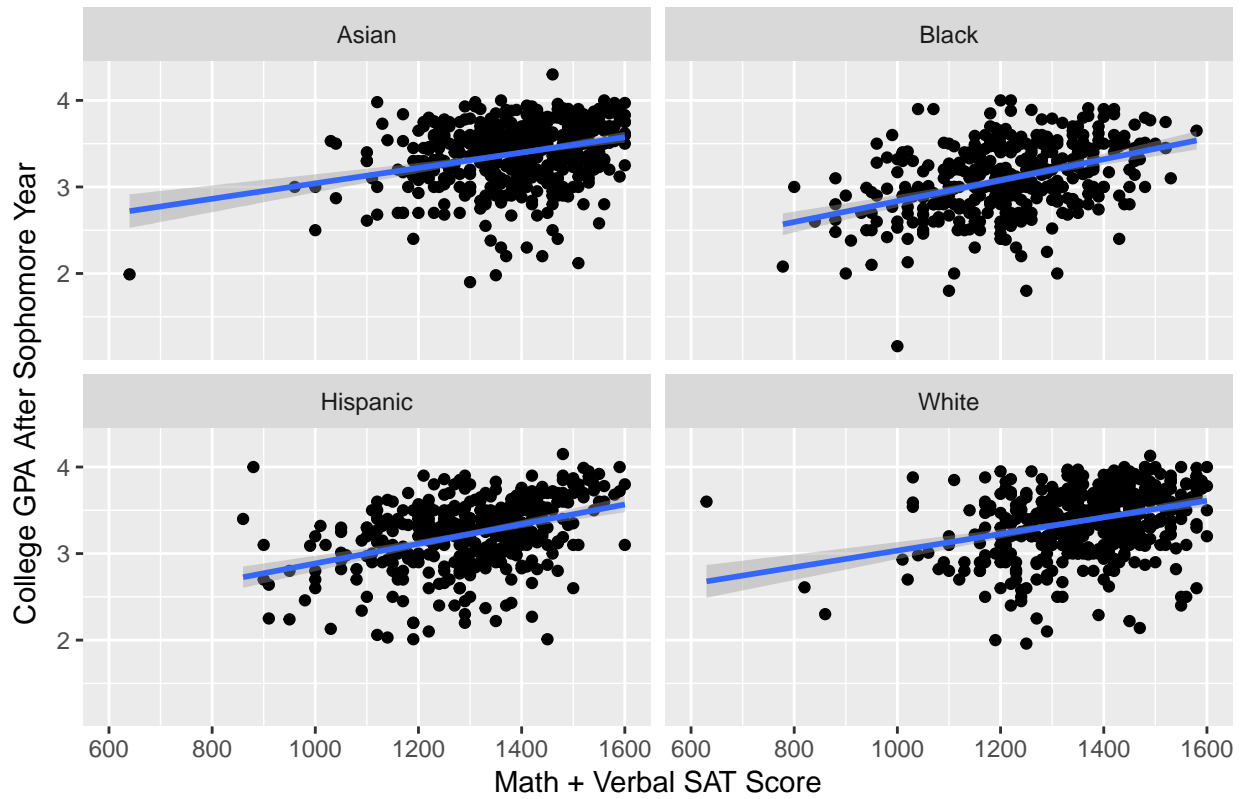 Asian
Black
4
3
2
Hispanic
White
4
3
2
600 800 1000 1200 1400 1600
600 800 1000 1200 1400 1600
Math + Verbal SAT Score
College GPA After Sophomore Year